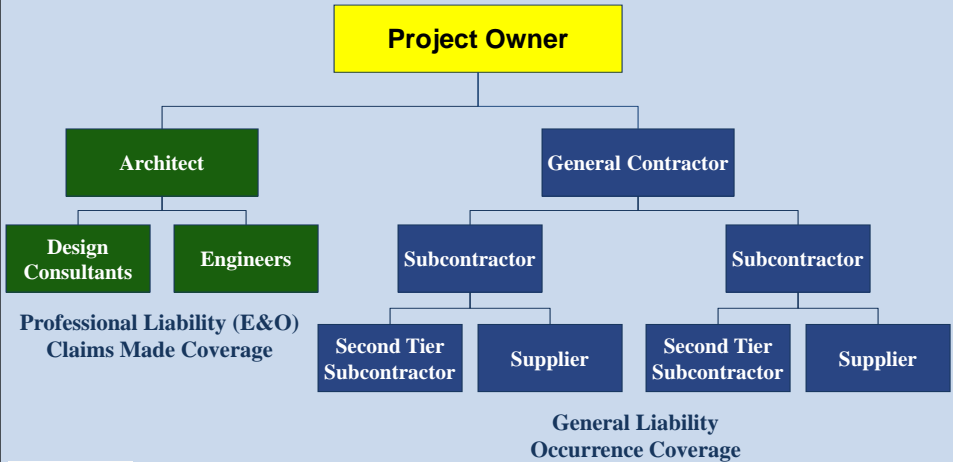 Project Owner
Architect
General Contractor
Design
Consultants
Engineers
Subcontractor
Subcontractor
Professional Liability (E&O)
Claims Made Coverage
Second Tier
Subcontractor
Supplier
Second Tier
Subcontractor
Supplier
General Liability
Occurrence Coverage